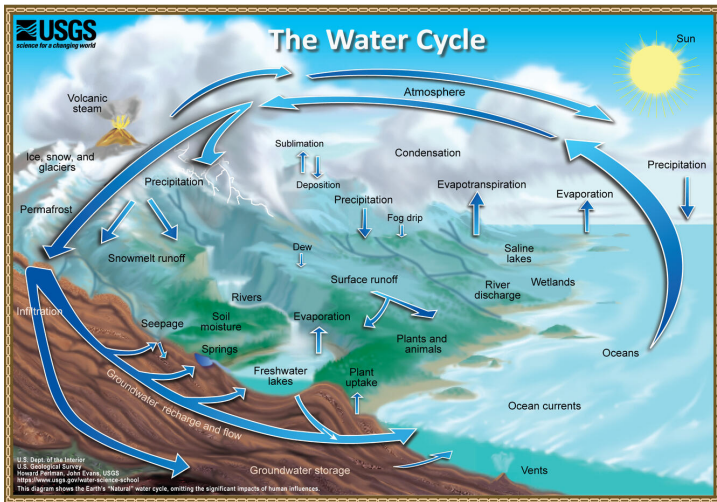 USGS
science for a changing world
The Water Cycle
Sun
Volcanic
steam
Atmosphere
Ice, snow, and
glaciers
Sublimation
Condensation
Precipitation
Deposition
Precipitation
Evapotranspiration
Evaporation
Precipitation
Permafrost
Fog drip
Snowmelt runoff
Dew
Saline
lakes
Surface runoff
River
discharge
Wetlands
Rivers
Infiltration
Seepage
Soil
moisture
Evaporation
Plants and
animals
Springs
Oceans
Freshwater
lakes
Plant
uptake
Groundwater recharge and flow
Ocean currents
Groundwater storage
Vents
U.S. Dept. of the Interior
U.S. Geological Survey
Howard Perlman, John Evans, USGS
https://www.usgs.gov/water-science-school
This diagram shows the Earth's "Natural" water cycle, omitting the significant impacts of human influences.